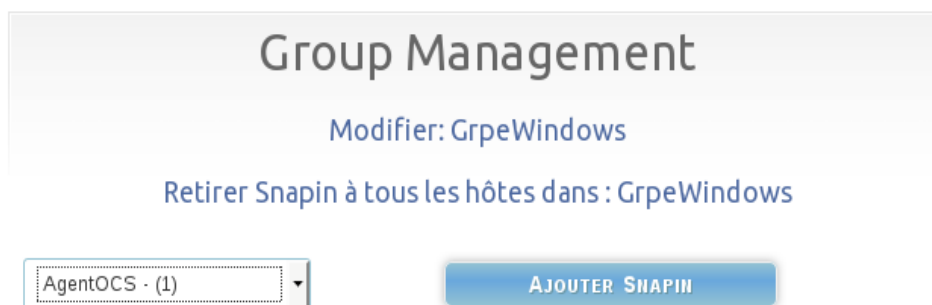 Group Management
Modifier: GrpeWindows
Retirer Snapin à tous les hôtes dans : GrpeWindows
AgentOCS - (1)
AJOUTER SNAPIN